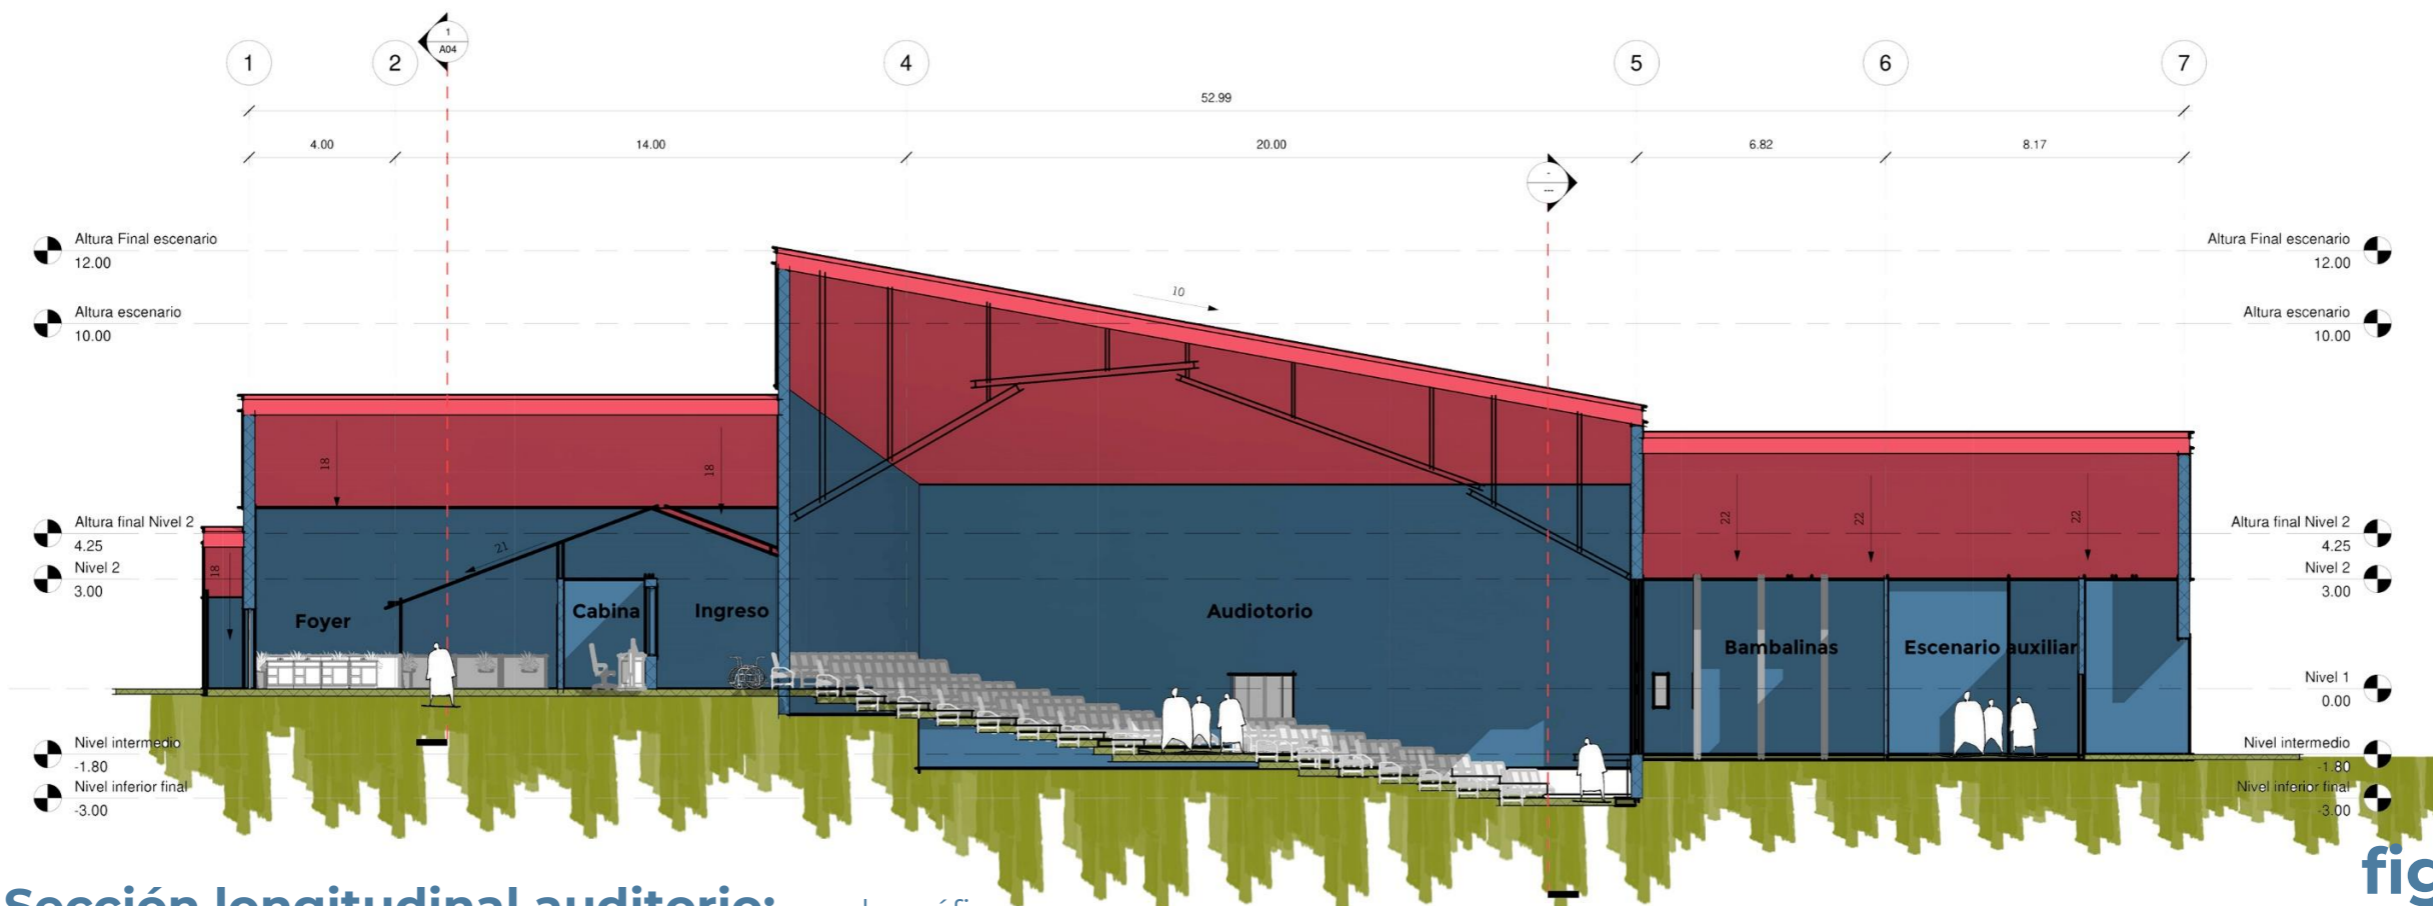 1
A04
1
2
4
5
6
7
52.99
4.00
14.00
20.00
6.82
8.17
-
---
Altura Final escenario
12.00
Altura Final escenario
12.00
10
Altura escenario
10.00
Altura escenario
10.00
18
18
22
22
22
Altura final Nivel 2
4.25
Altura final Nivel 2
4.25
21
18
Nivel 2
3.00
Nivel 2
3.00
Foyer
Cabina
Ingreso
Audiotorio
Bambalinas
Escenario auxiliar
Nivel 1
0.00
Nivel intermedio
-1.80
Nivel intermedio
-1.80
Nivel inferior final
-3.00
Nivel inferior final
-3.00
fig
Sección longitudinal auditorio: